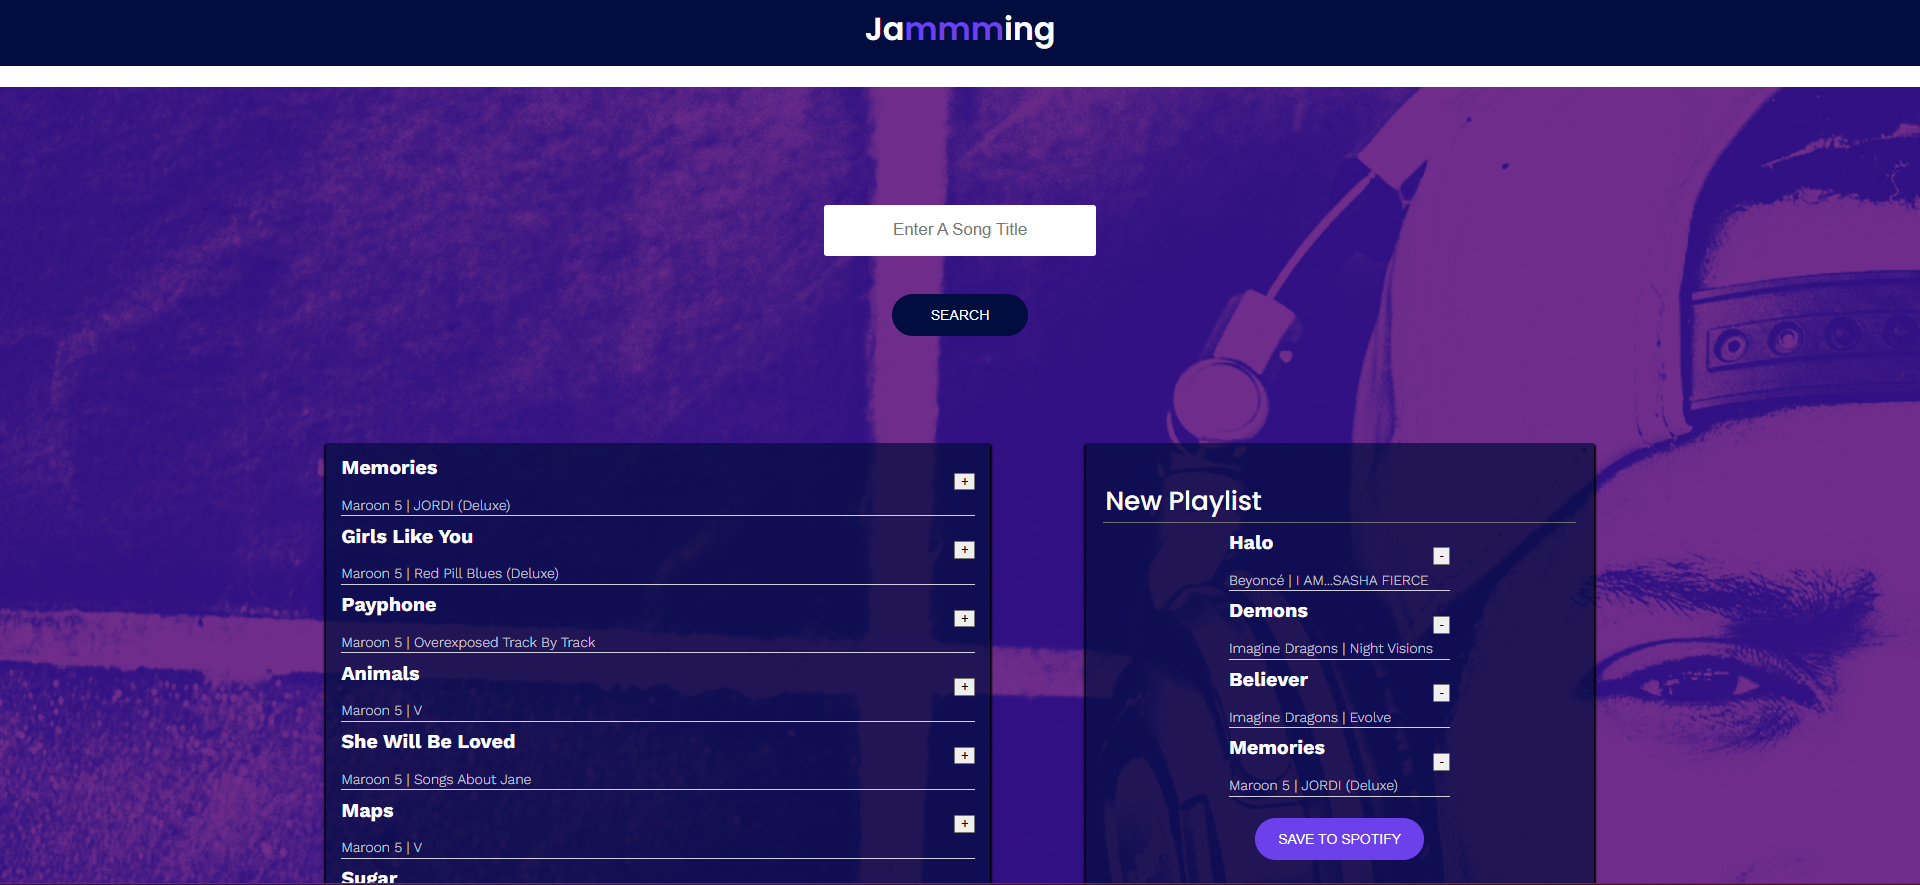 Jammming
Enter A Song Title
SEARCH
Memories
+
Maroon 5 | JORDI (Deluxe)
Girls Like You
+
Maroon 5 | Red Pill Blues (Deluxe)
Payphone
+
Maroon 5 | Overexposed Track By Track
Animals
+
Maroon 5 | V
She Will Be Loved
+
Maroon 5 | Songs About Jane
Maps
+
Maroon 5 | V
Sugar
New Playlist
Halo
-
Beyoncé | I AM...SASHA FIERCE
Demons
-
Imagine Dragons | Night Visions
Believer
-
Imagine Dragons | Evolve
Memories
-
Maroon 5 | JORDI (Deluxe)
SAVE TO SPOTIFY